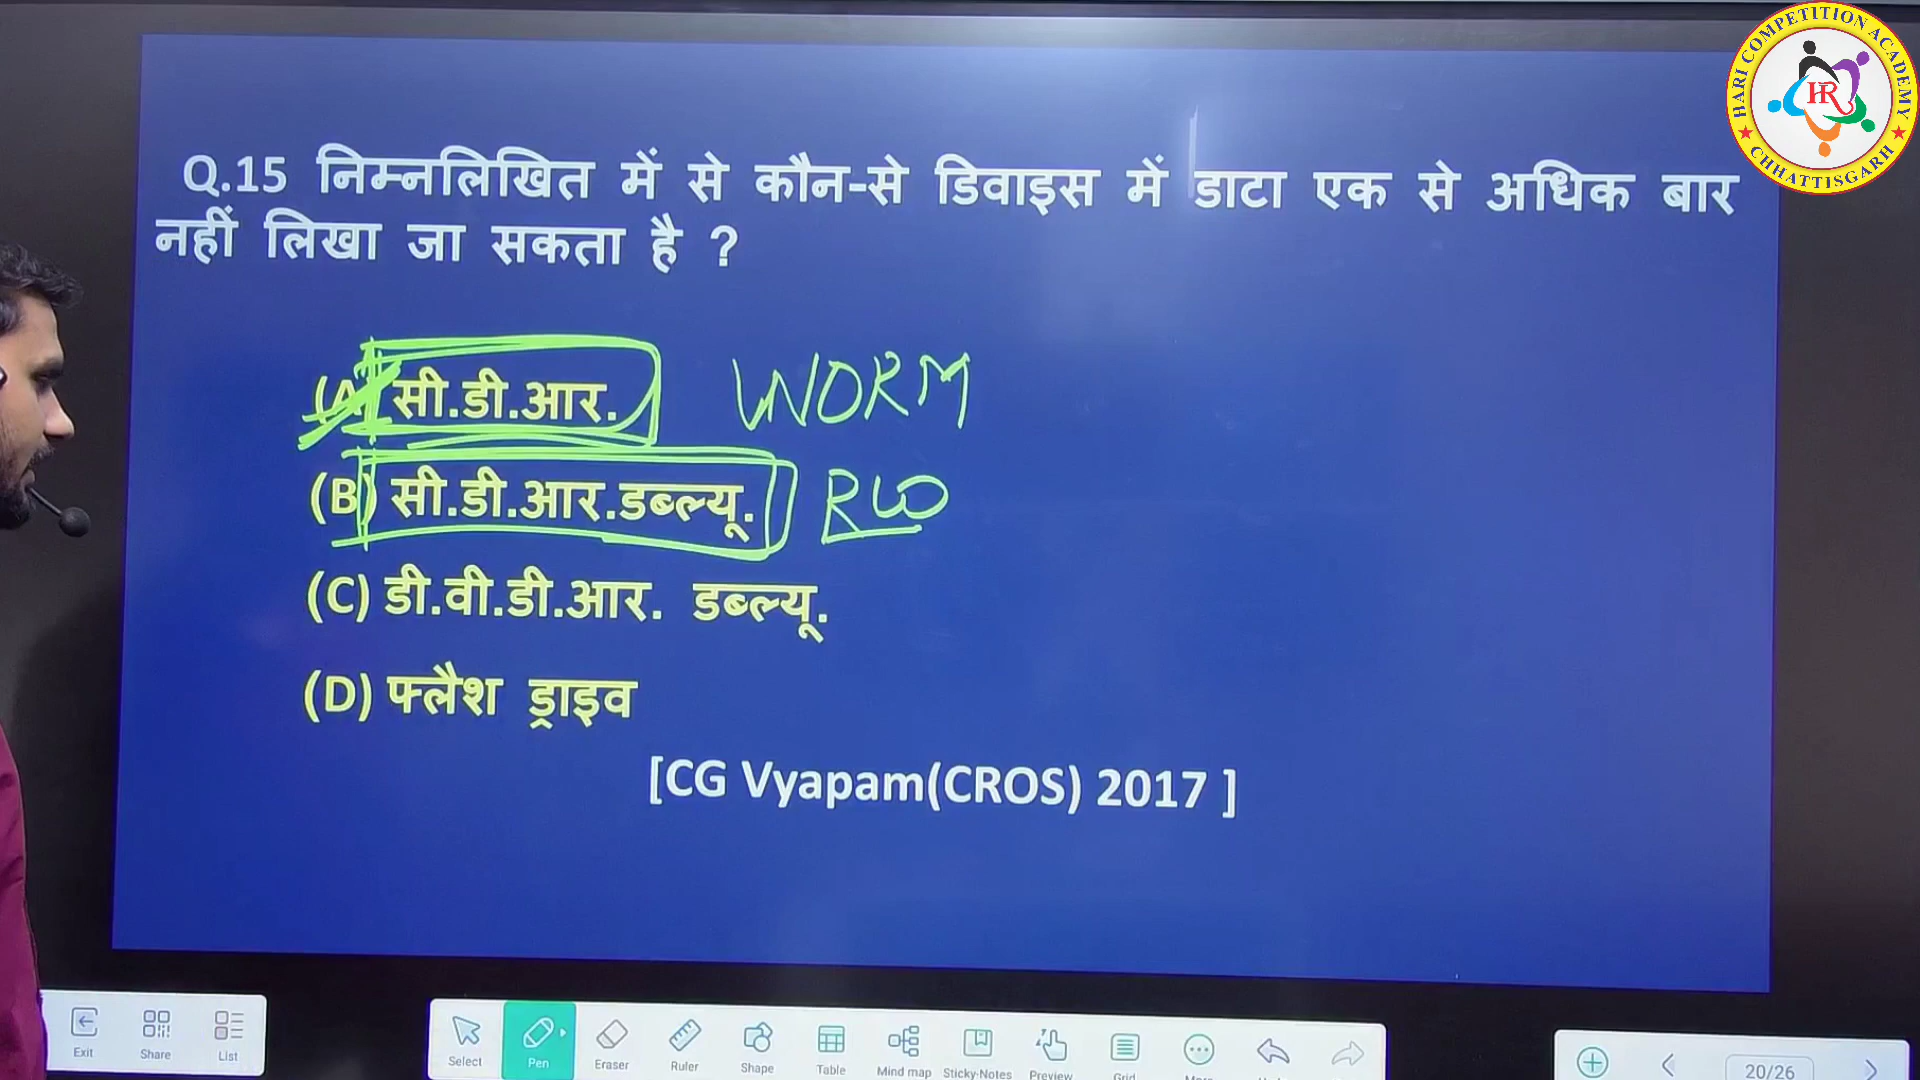 HARI COMPETITION ACADEMY
HR
CHHATTISGARH
Q.15 निम्नलिखित में से कौन-से डिवाइस में डाटा एक से अधिक बार
नहीं लिखा जा सकता है ?
(A) सी.डी.आर. WORM
(B) सी.डी.आर.डब्ल्यू. RW
(C) डी.वी.डी.आर. डब्ल्यू.
(D) फ्लैश ड्राइव
[CG Vyapam(CROS) 2017 ]
Exit Share List Select Pen Eraser Ruler Shape Table Mind map Sticky-Notes Preview Grid 20/26